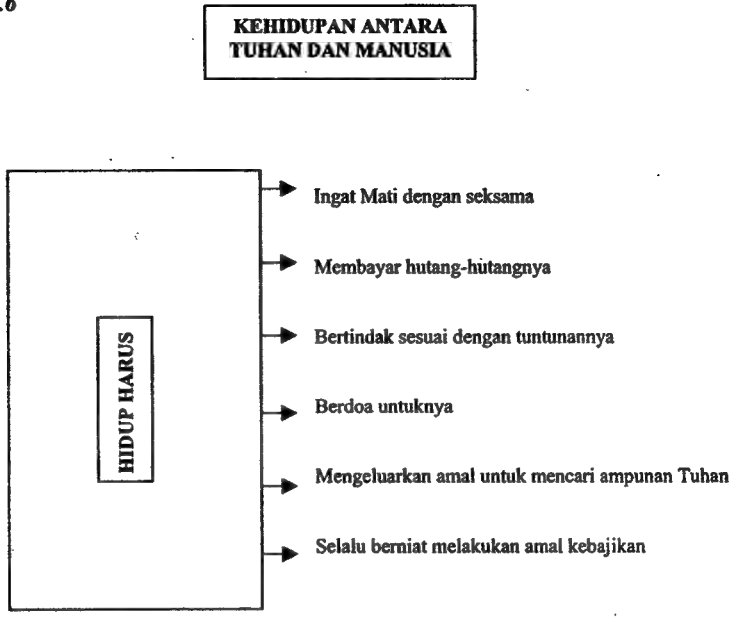 KEHIDUPAN ANTARA
TUHAN DAN MANUSIA
HIDUP HARUS
Ingat Mati dengan seksama
Membayar hutang-hutangnya
Bertindak sesuai dengan tuntunannya
Berdoa untuknya
Mengeluarkan amal untuk mencari ampunan Tuhan
Selalu berniat melakukan amal kebajikan